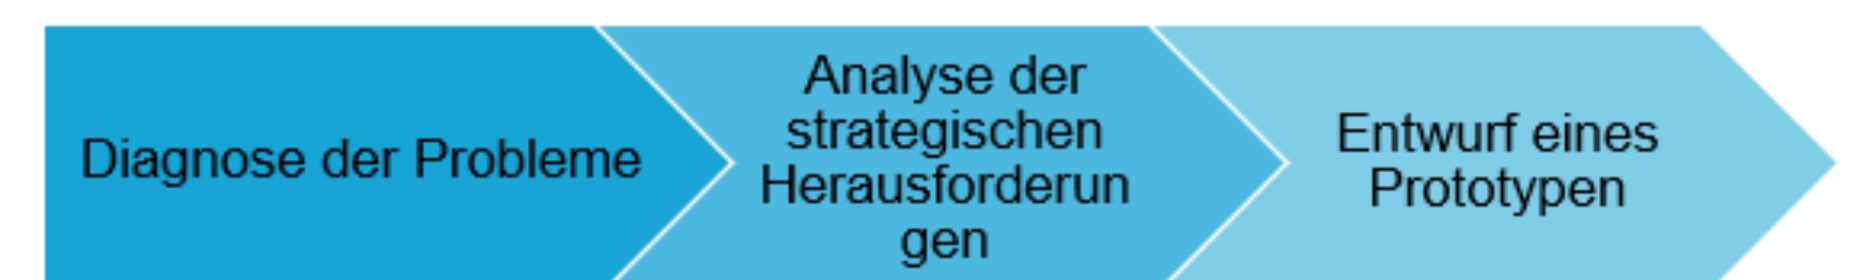 Diagnose der Probleme
Analyse der
strategischen
Herausforderun
gen
Entwurf eines
Prototypen